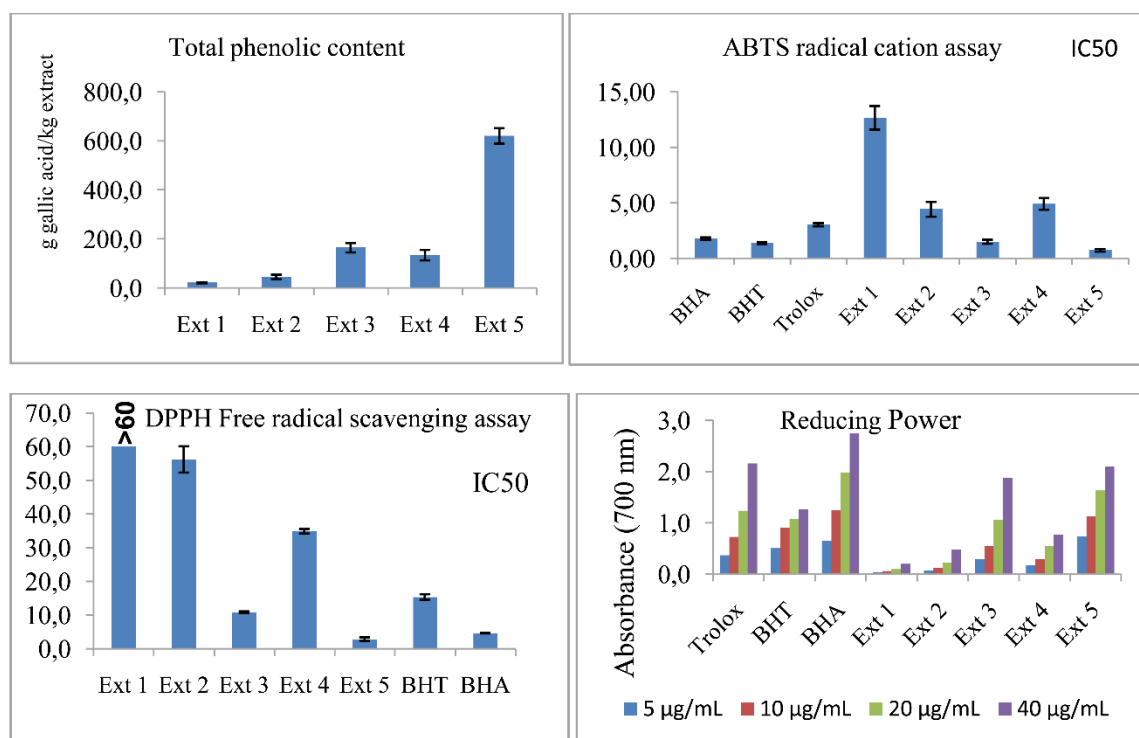 Total phenolic content
g gallic acid/kg extract
800,0
600,0
400,0
200,0
0,0
Ext 1 Ext 2 Ext 3 Ext 4 Ext 5
ABTS radical cation assay IC50
15,00
10,00
5,00
0,00
BHA BHT Trolox Ext 1 Ext 2 Ext 3 Ext 4 Ext 5
DPPH Free radical scavenging assay
IC50
>60
70,0
60,0
50,0
40,0
30,0
20,0
10,0
0,0
Ext 1 Ext 2 Ext 3 Ext 4 Ext 5 BHT BHA
Reducing Power
Absorbance (700 nm)
3,0
2,0
1,0
0,0
Trolox BHT BHA Ext 1 Ext 2 Ext 3 Ext 4 Ext 5
5 µg/mL 10 µg/mL 20 µg/mL 40 µg/mL